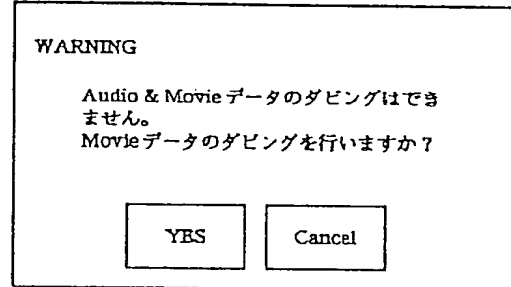 WARNING
Audio & Movieデータのダビングはでき
ません。
Movieデータのダビングを行いますか？
YES
Cancel